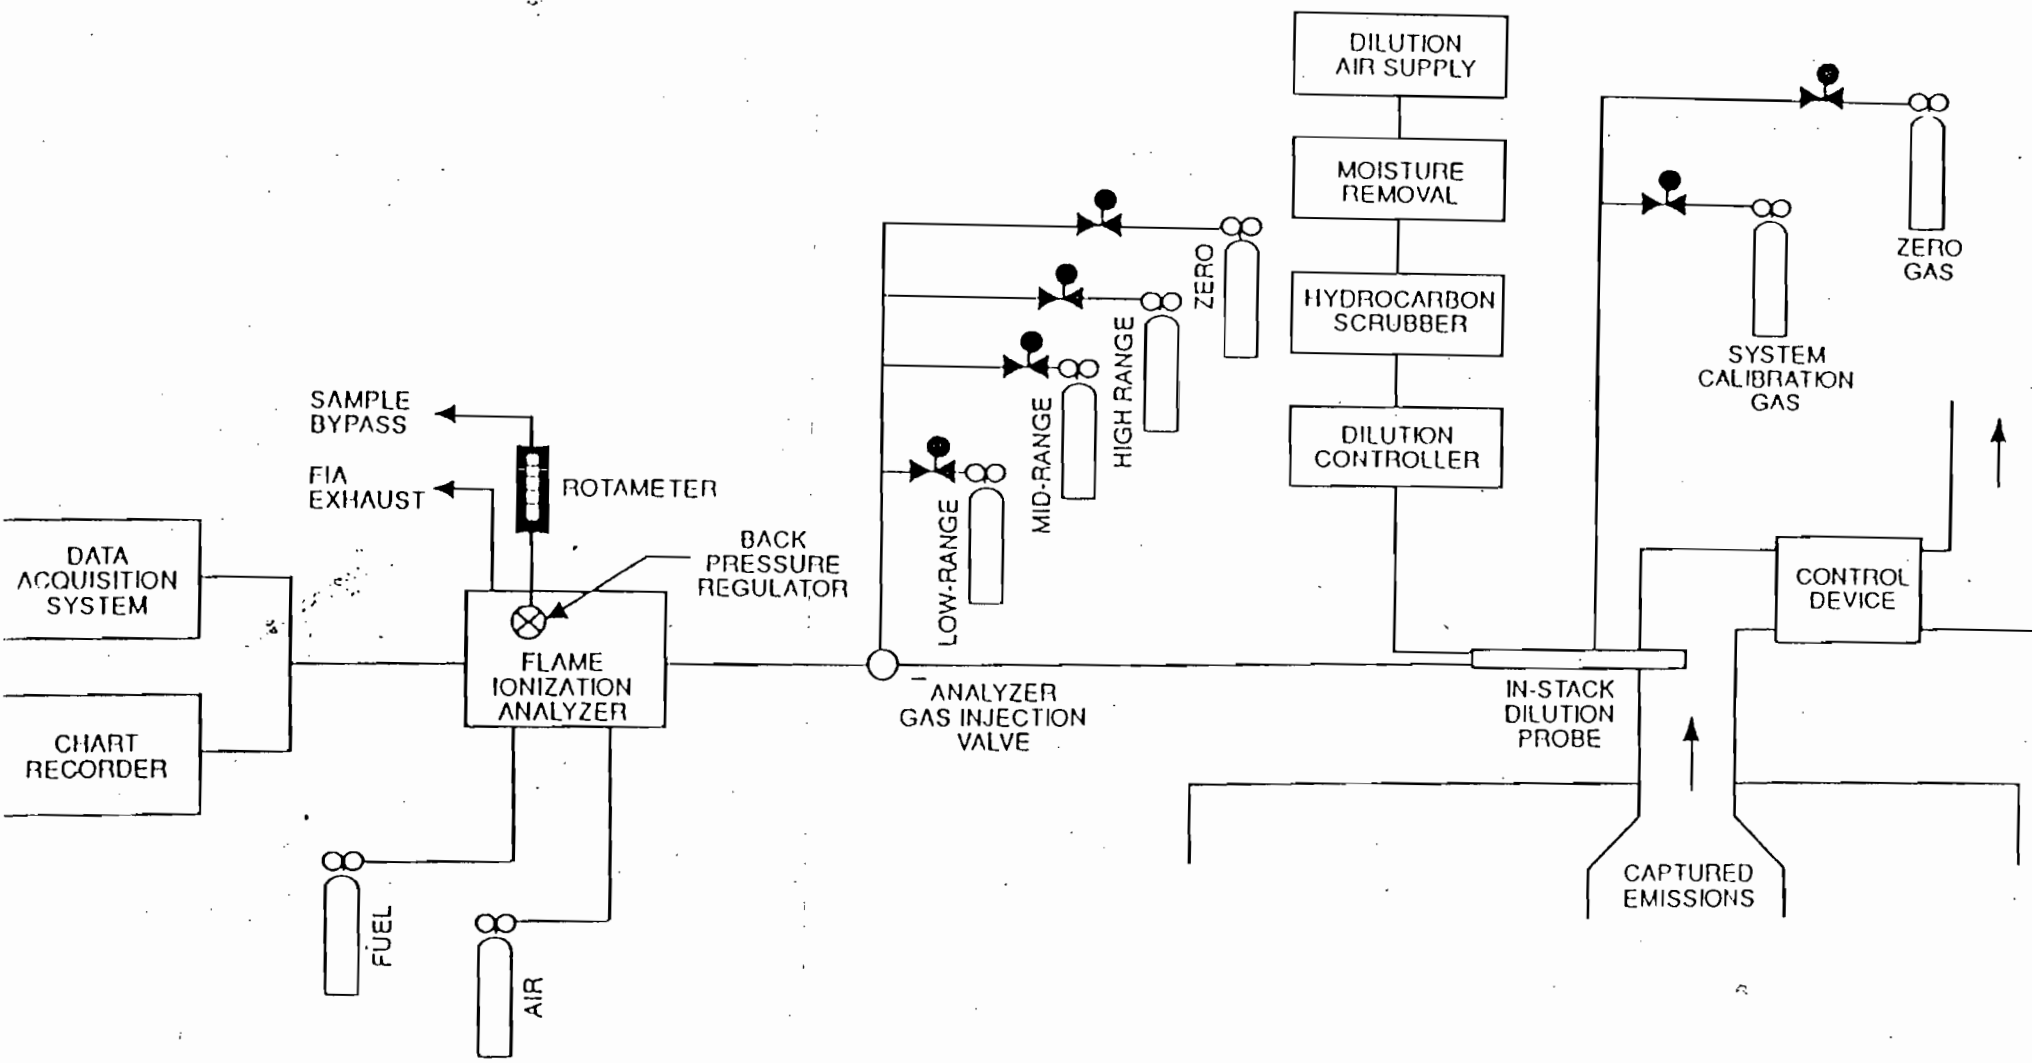 DILUTION
AIR SUPPLY
MOISTURE
REMOVAL
HYDROCARBON
SCRUBBER
DILUTION
CONTROLLER
ZERO
GAS
SYSTEM
CALIBRATION
GAS
ZERO
HIGH RANGE
MID-RANGE
LOW-RANGE
SAMPLE
BYPASS
FIA
EXHAUST
ROTAMETER
BACK
PRESSURE
REGULATOR
DATA
ACQUISITION
SYSTEM
CHART
RECORDER
FLAME
IONIZATION
ANALYZER
ANALYZER
GAS INJECTION
VALVE
IN-STACK
DILUTION
PROBE
CONTROL
DEVICE
CAPTURED
EMISSIONS
FUEL
AIR